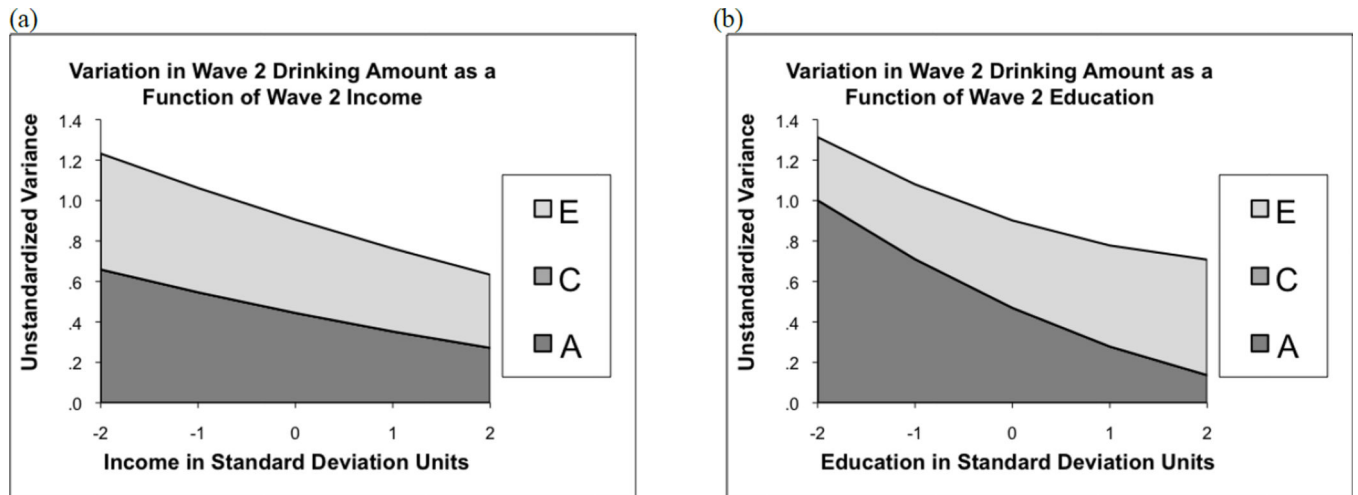 (a)
Variation in Wave 2 Drinking Amount as a
Function of Wave 2 Income
Unstandardized Variance
1.4
1.2
1.0
.8
.6
.4
.2
.0
-2 -1 0 1 2
Income in Standard Deviation Units
E
C
A
(b)
Variation in Wave 2 Drinking Amount as a
Function of Wave 2 Education
Unstandardized Variance
1.4
1.2
1.0
.8
.6
.4
.2
.0
-2 -1 0 1 2
Education in Standard Deviation Units
E
C
A